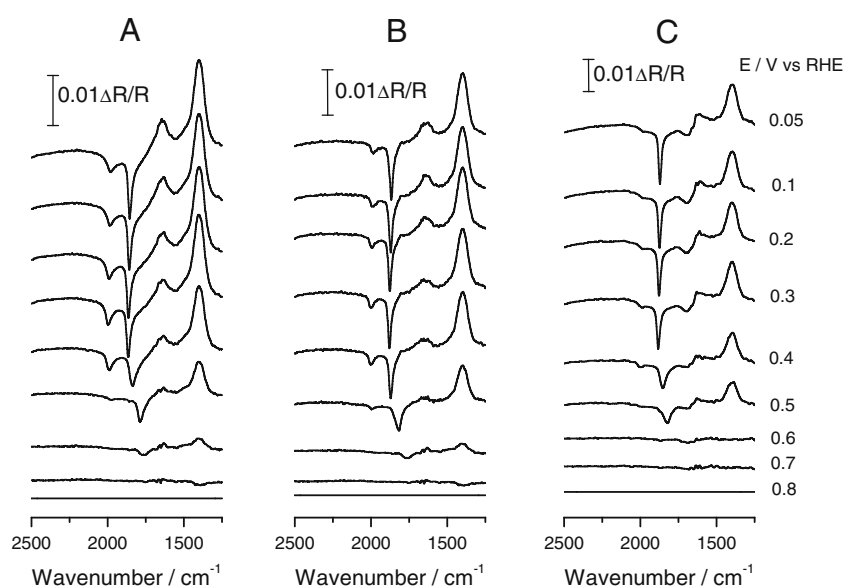 A B C
0.01ΔR/R 0.01ΔR/R 0.01ΔR/R E / V vs RHE
0.05
0.1
0.2
0.3
0.4
0.5
0.6
0.7
0.8
2500 2000 1500 2500 2000 1500 2500 2000 1500
Wavenumber / cm⁻¹ Wavenumber / cm⁻¹ Wavenumber / cm⁻¹